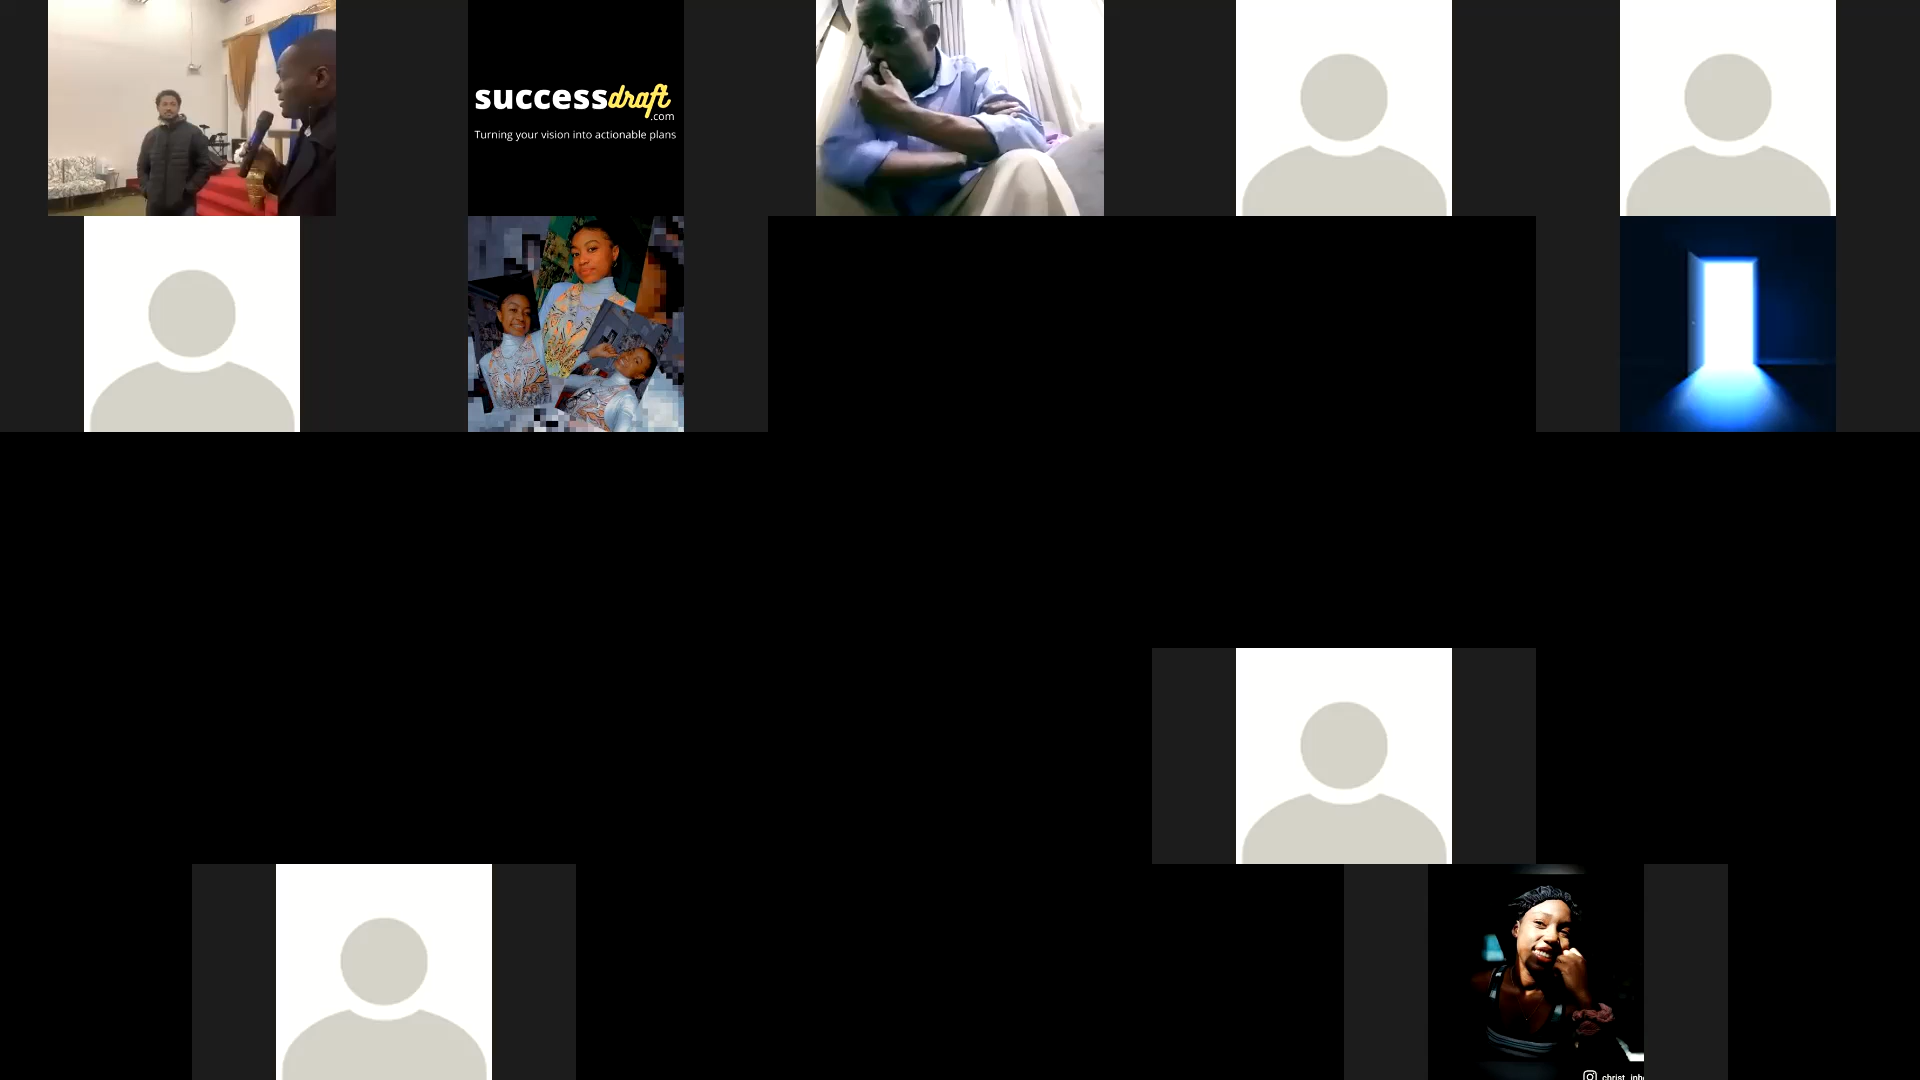 successdraft
.com
Turning your vision into actionable plans